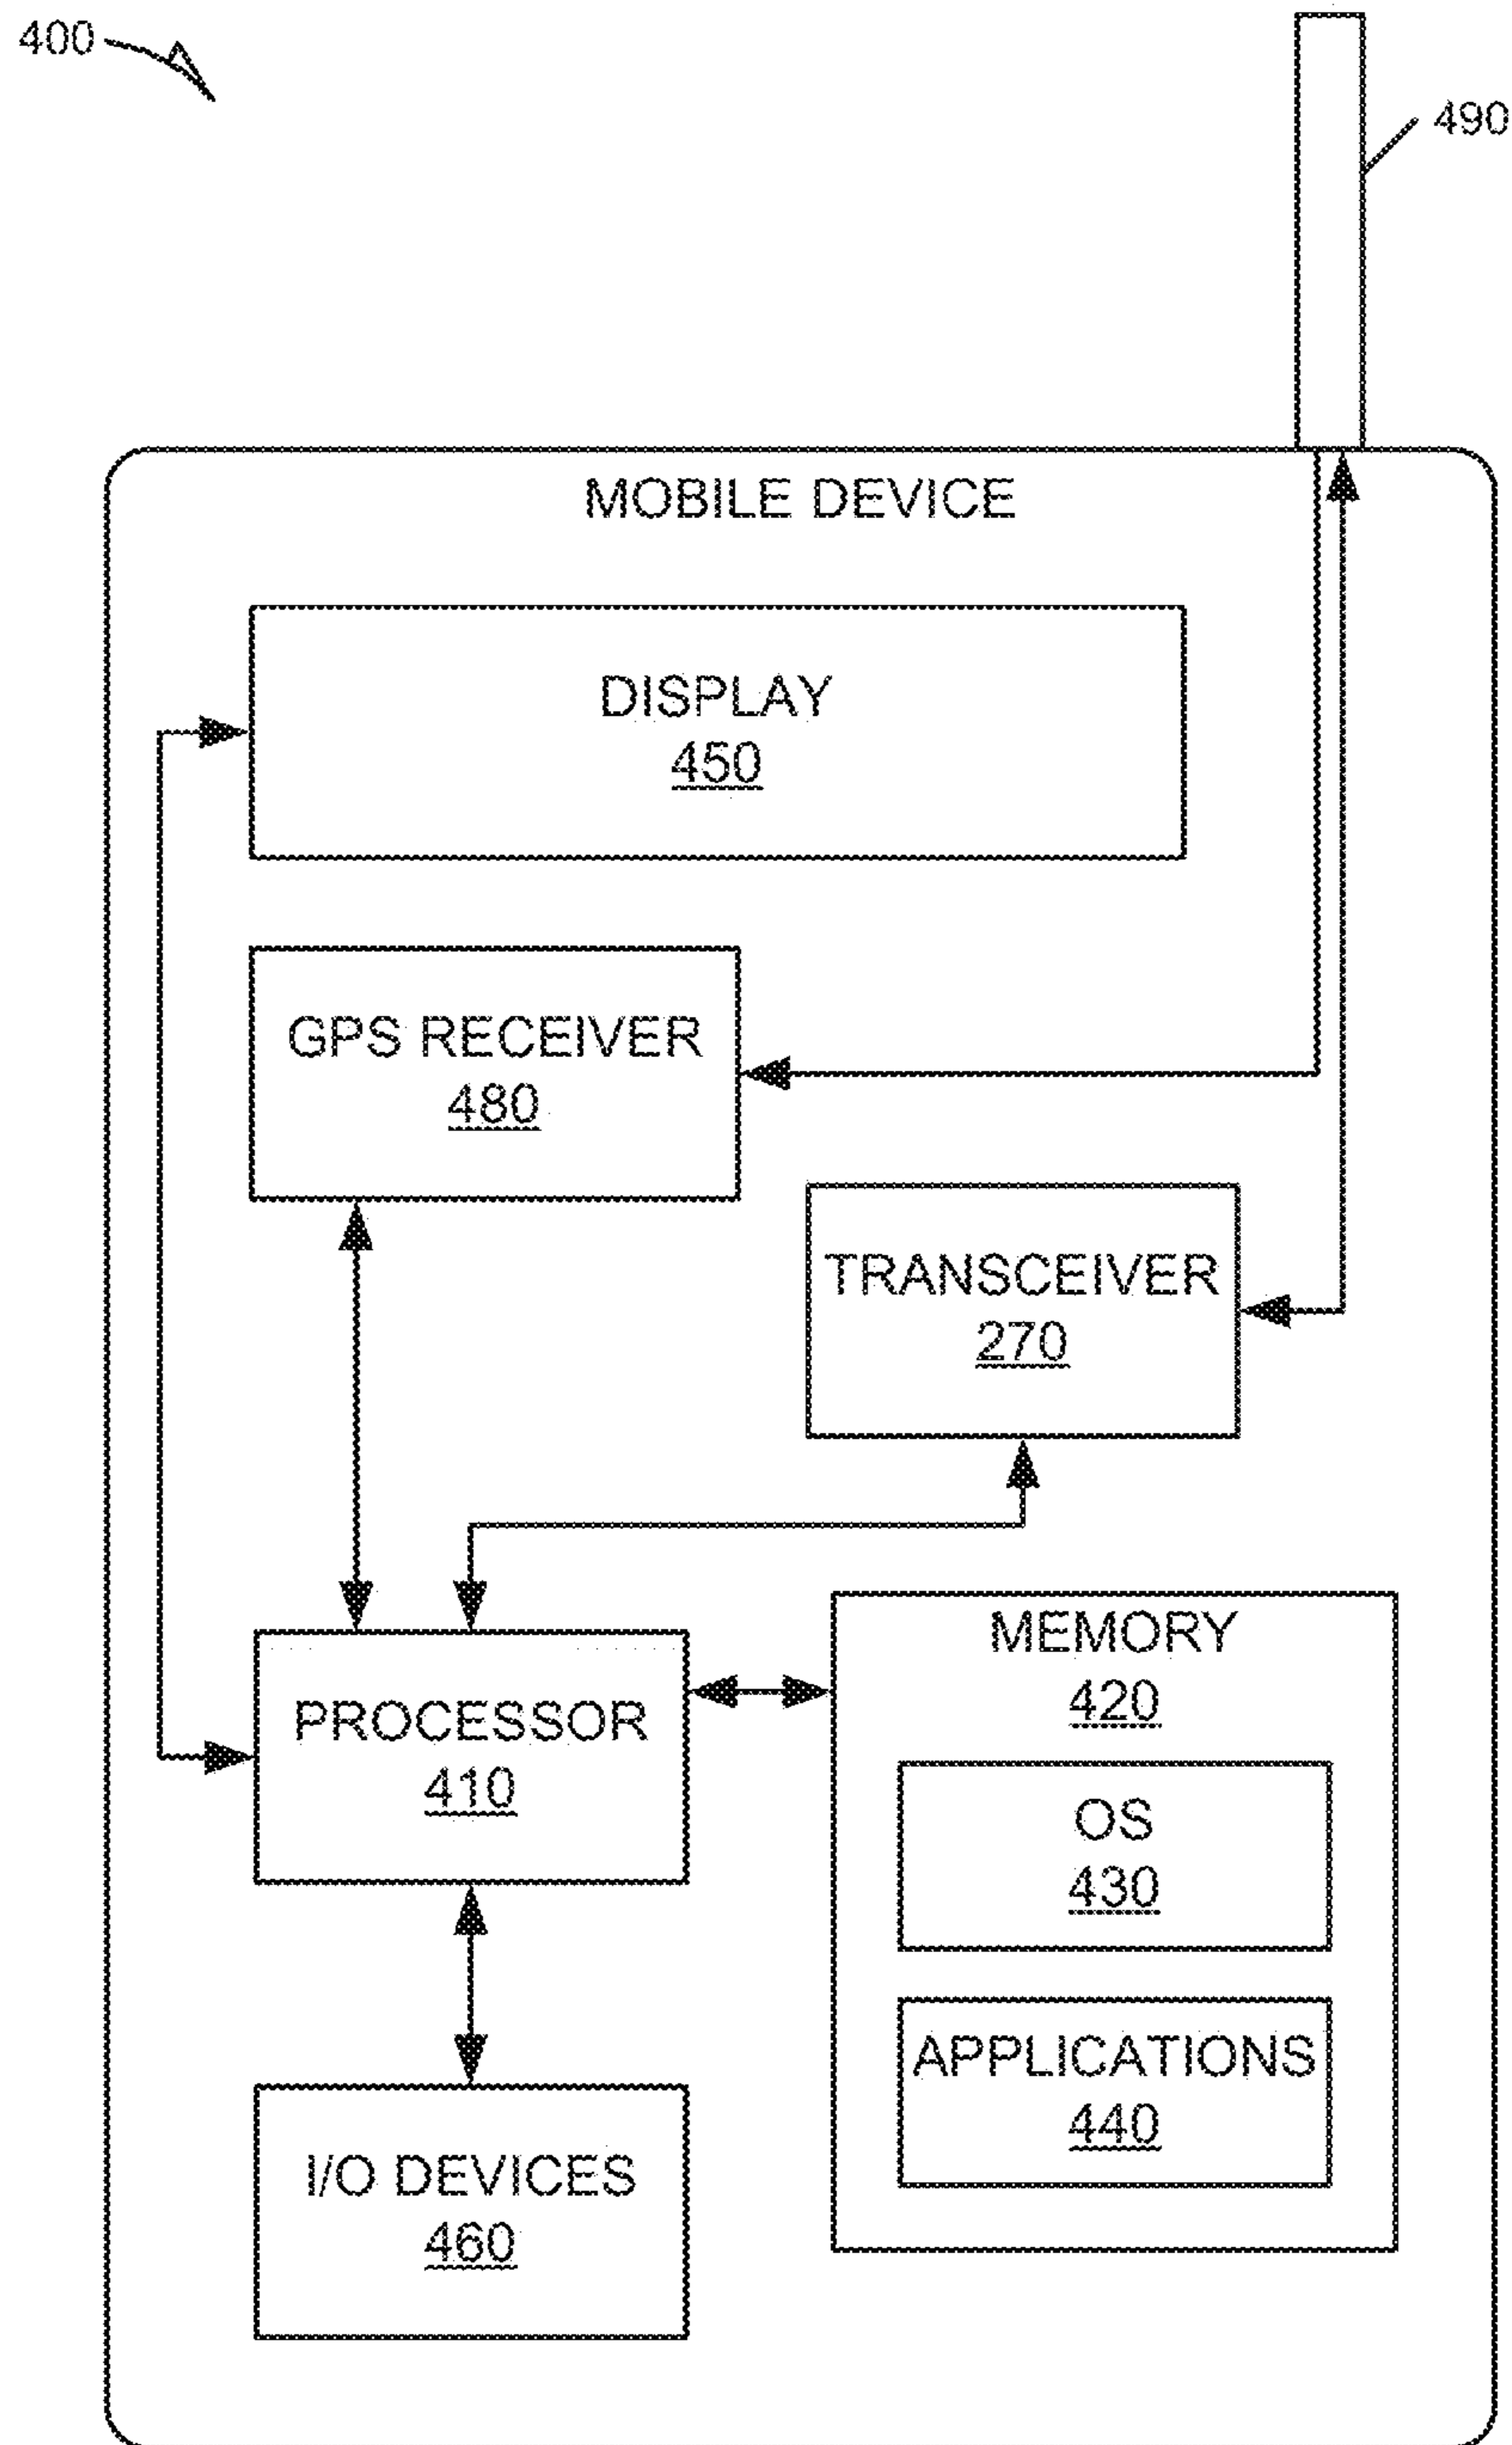 400
490
MOBILE DEVICE
DISPLAY
450
GPS RECEIVER
480
TRANSCEIVER
270
PROCESSOR
410
MEMORY
420
OS
430
APPLICATIONS
440
I/O DEVICES
460